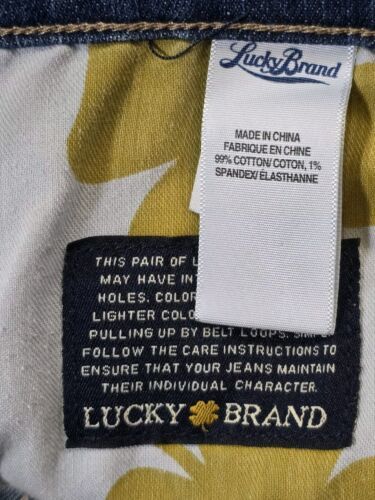 Lucky Brand
MADE IN CHINA
FABRIQUE EN CHINE
99% COTTON/COTON, 1%
SPANDEX/ÉLASTHANNE
THIS PAIR OF
MAY HAVE
HOLES. COLOR
LIGHTER
PULLING UP BY BELT LOOPS.
FOLLOW THE CARE INSTRUCTIONS TO
ENSURE THAT YOUR JEANS MAINTAIN
THEIR INDIVIDUAL CHARACTER.
LUCKY BRAND